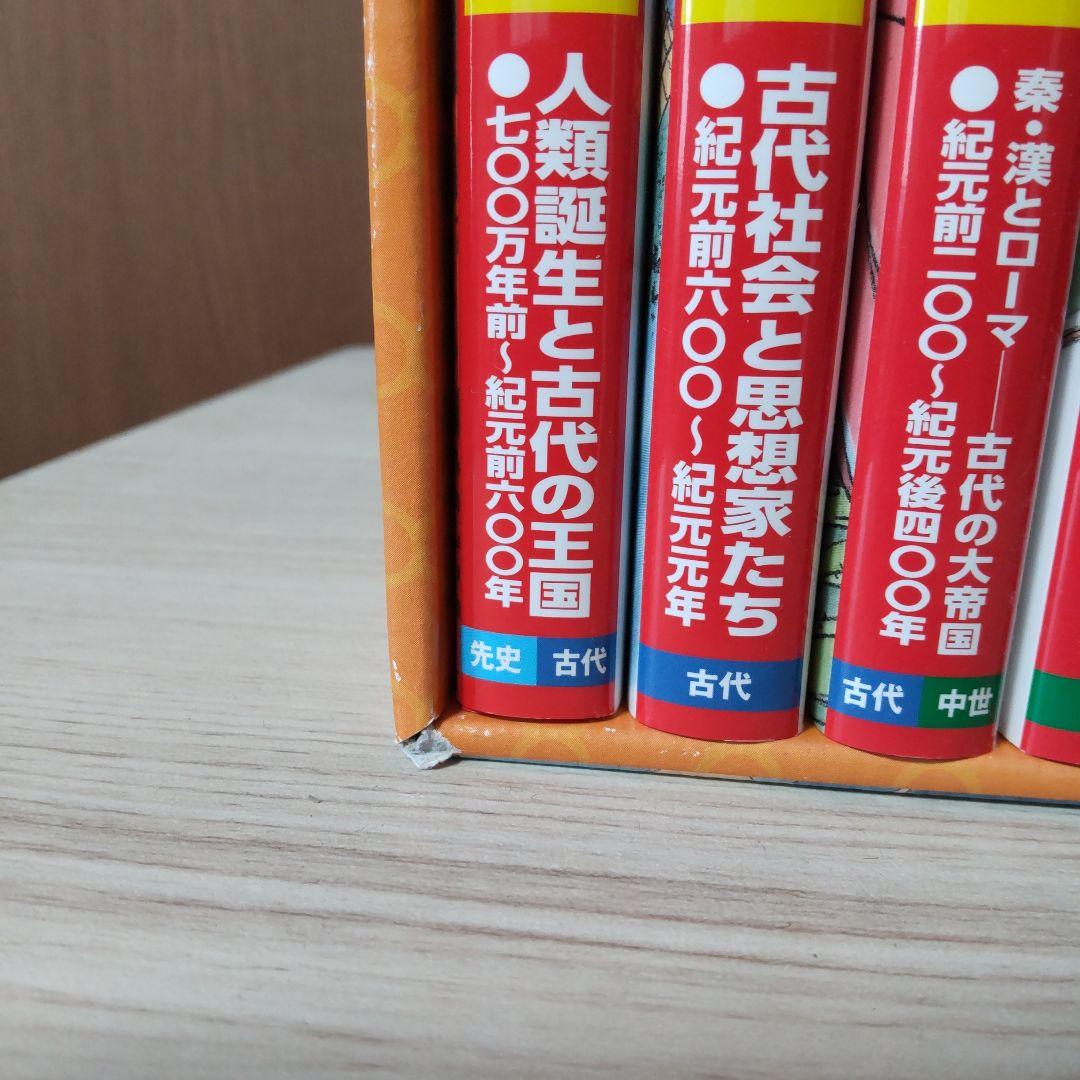 人類誕生と古代の王国
●七〇〇万年前～紀元前六〇〇年
先史
古代
古代社会と思想家たち
●紀元前六〇〇～紀元元年
古代
秦・漢とローマ―古代の大帝国
●紀元前二〇〇～紀元後四〇〇年
古代
中世